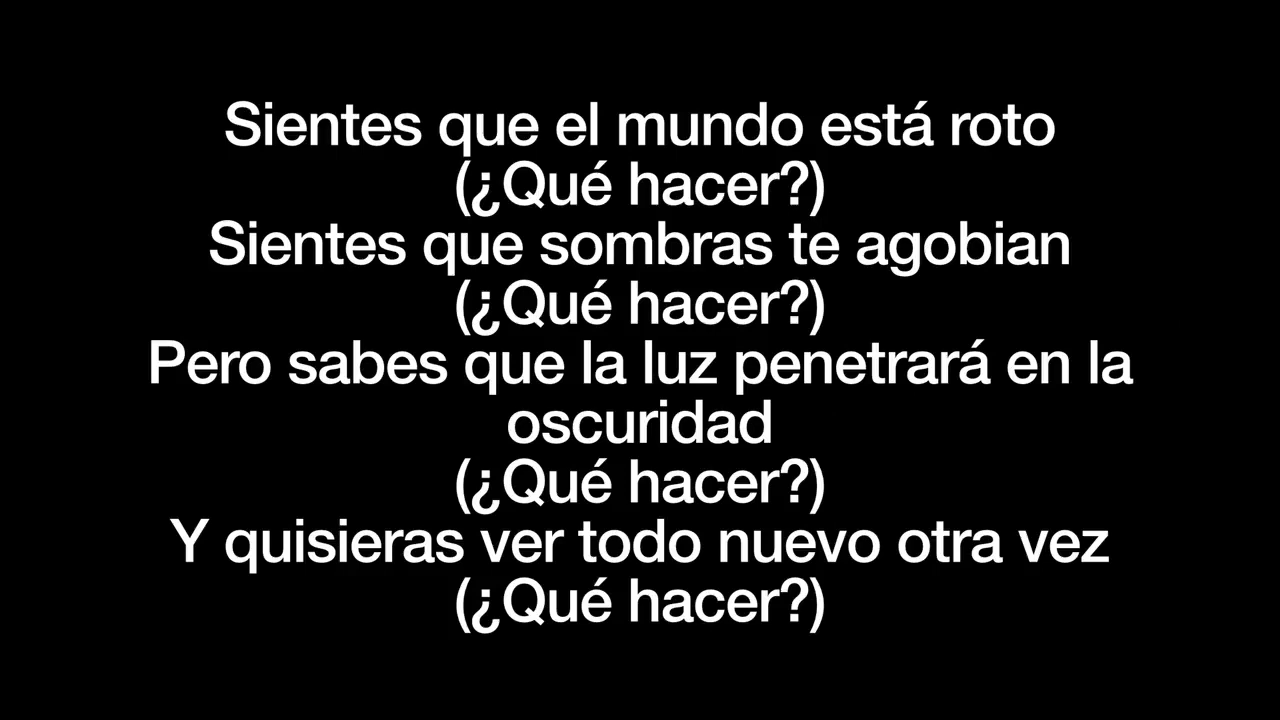 Sientes que el mundo está roto
(¿Qué hacer?)
Sientes que sombras te agobian
(¿Qué hacer?)
Pero sabes que la luz penetrará en la
oscuridad
(¿Qué hacer?)
Y quisieras ver todo nuevo otra vez
(¿Qué hacer?)